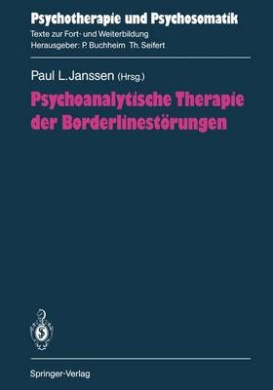 Psychotherapie und Psychosomatik
Texte zur Fort- und Weiterbildung
Herausgeber: P. Buchheim Th. Seifert
Paul L. Janssen (Hrsg.)
Psychoanalytische Therapie
der Borderlinestörungen
Springer-Verlag